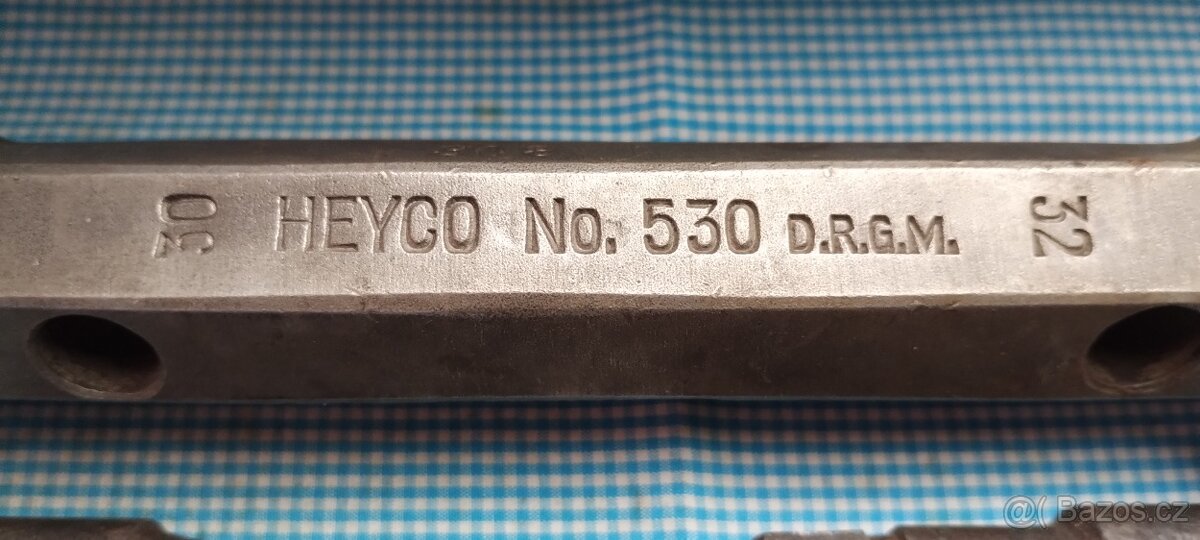 30 HEYCO No. 530 D.R.G.M. 32
@( Bazos.cz